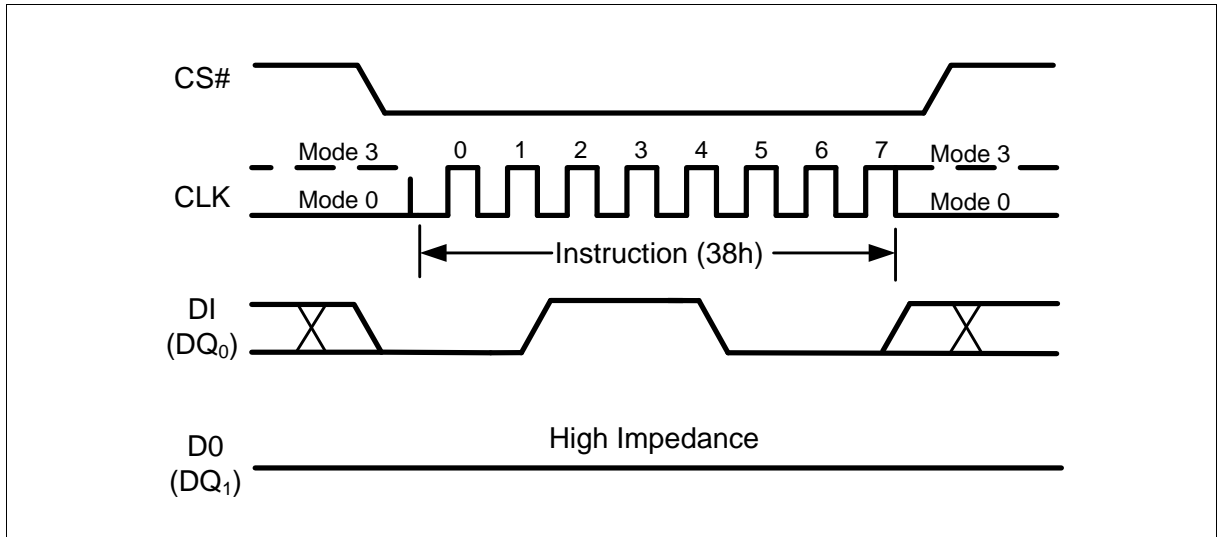 CS#
Mode 3 0 1 2 3 4 5 6 7 Mode 3
CLK
Mode 0 Mode 0
Instruction (38h)
DI
(DQ0)
High Impedance
D0
(DQ1)